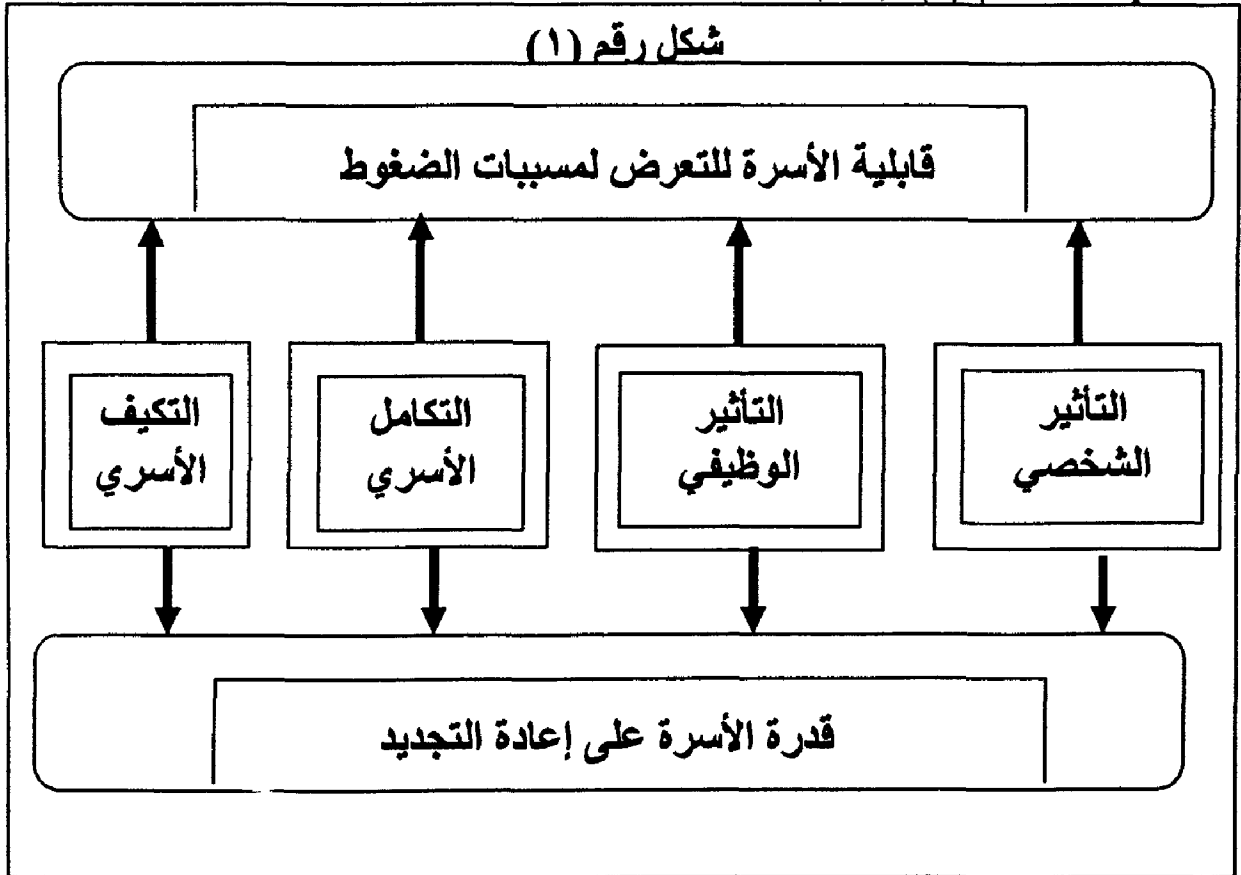 شكل رقم (١)
قابلية الأسرة للتعرض لمسببات الضغوط
التأثير
الشخصي
التأثير
الوظيفي
التكامل
الأسري
التكيف
الأسري
قدرة الأسرة على إعادة التجديد